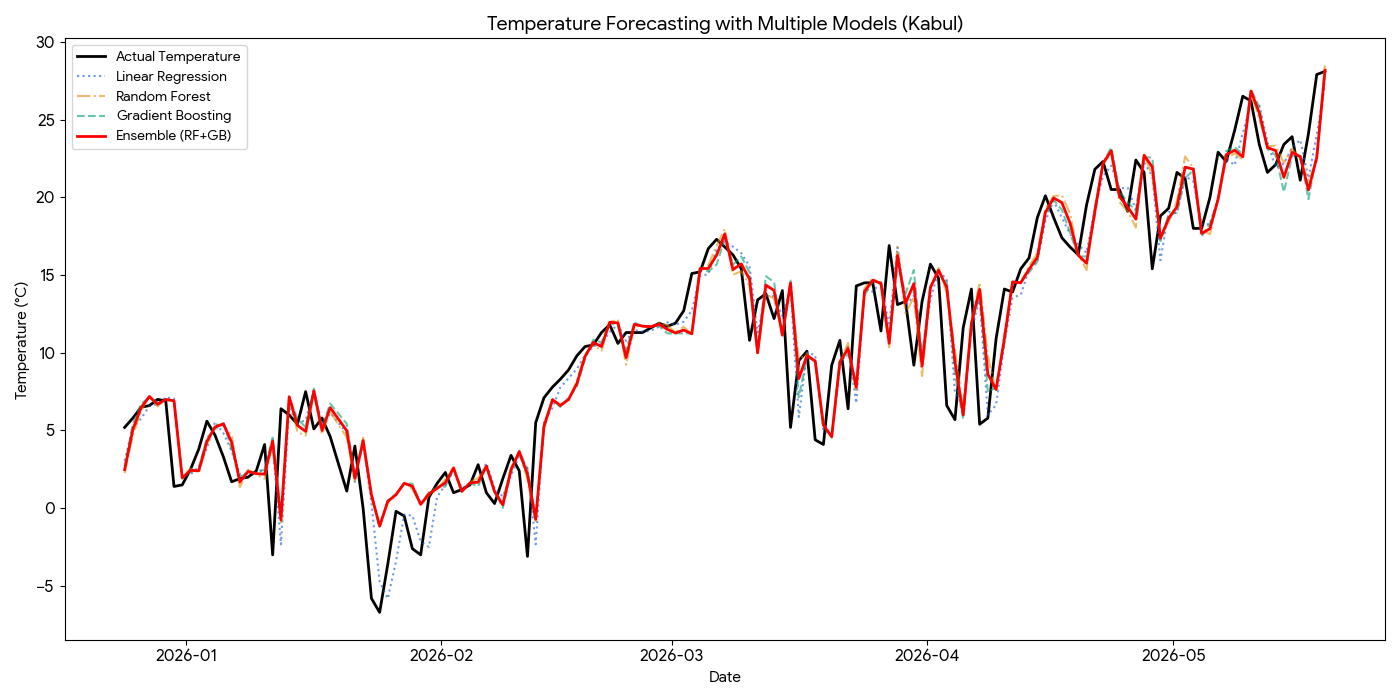 Temperature Forecasting with Multiple Models (Kabul)
Actual Temperature
Linear Regression
Random Forest
Gradient Boosting
Ensemble (RF+GB)
Temperature (°C)
30
25
20
15
10
5
0
−5
2026-01
2026-02
2026-03
2026-04
2026-05
Date